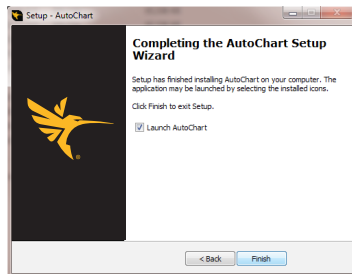 Setup - AutoChart
Completing the AutoChart Setup
Wizard
Setup has finished installing AutoChart on your computer. The
application may be launched by selecting the installed icons.
Click Finish to exit Setup.
Launch AutoChart
< Back
Finish